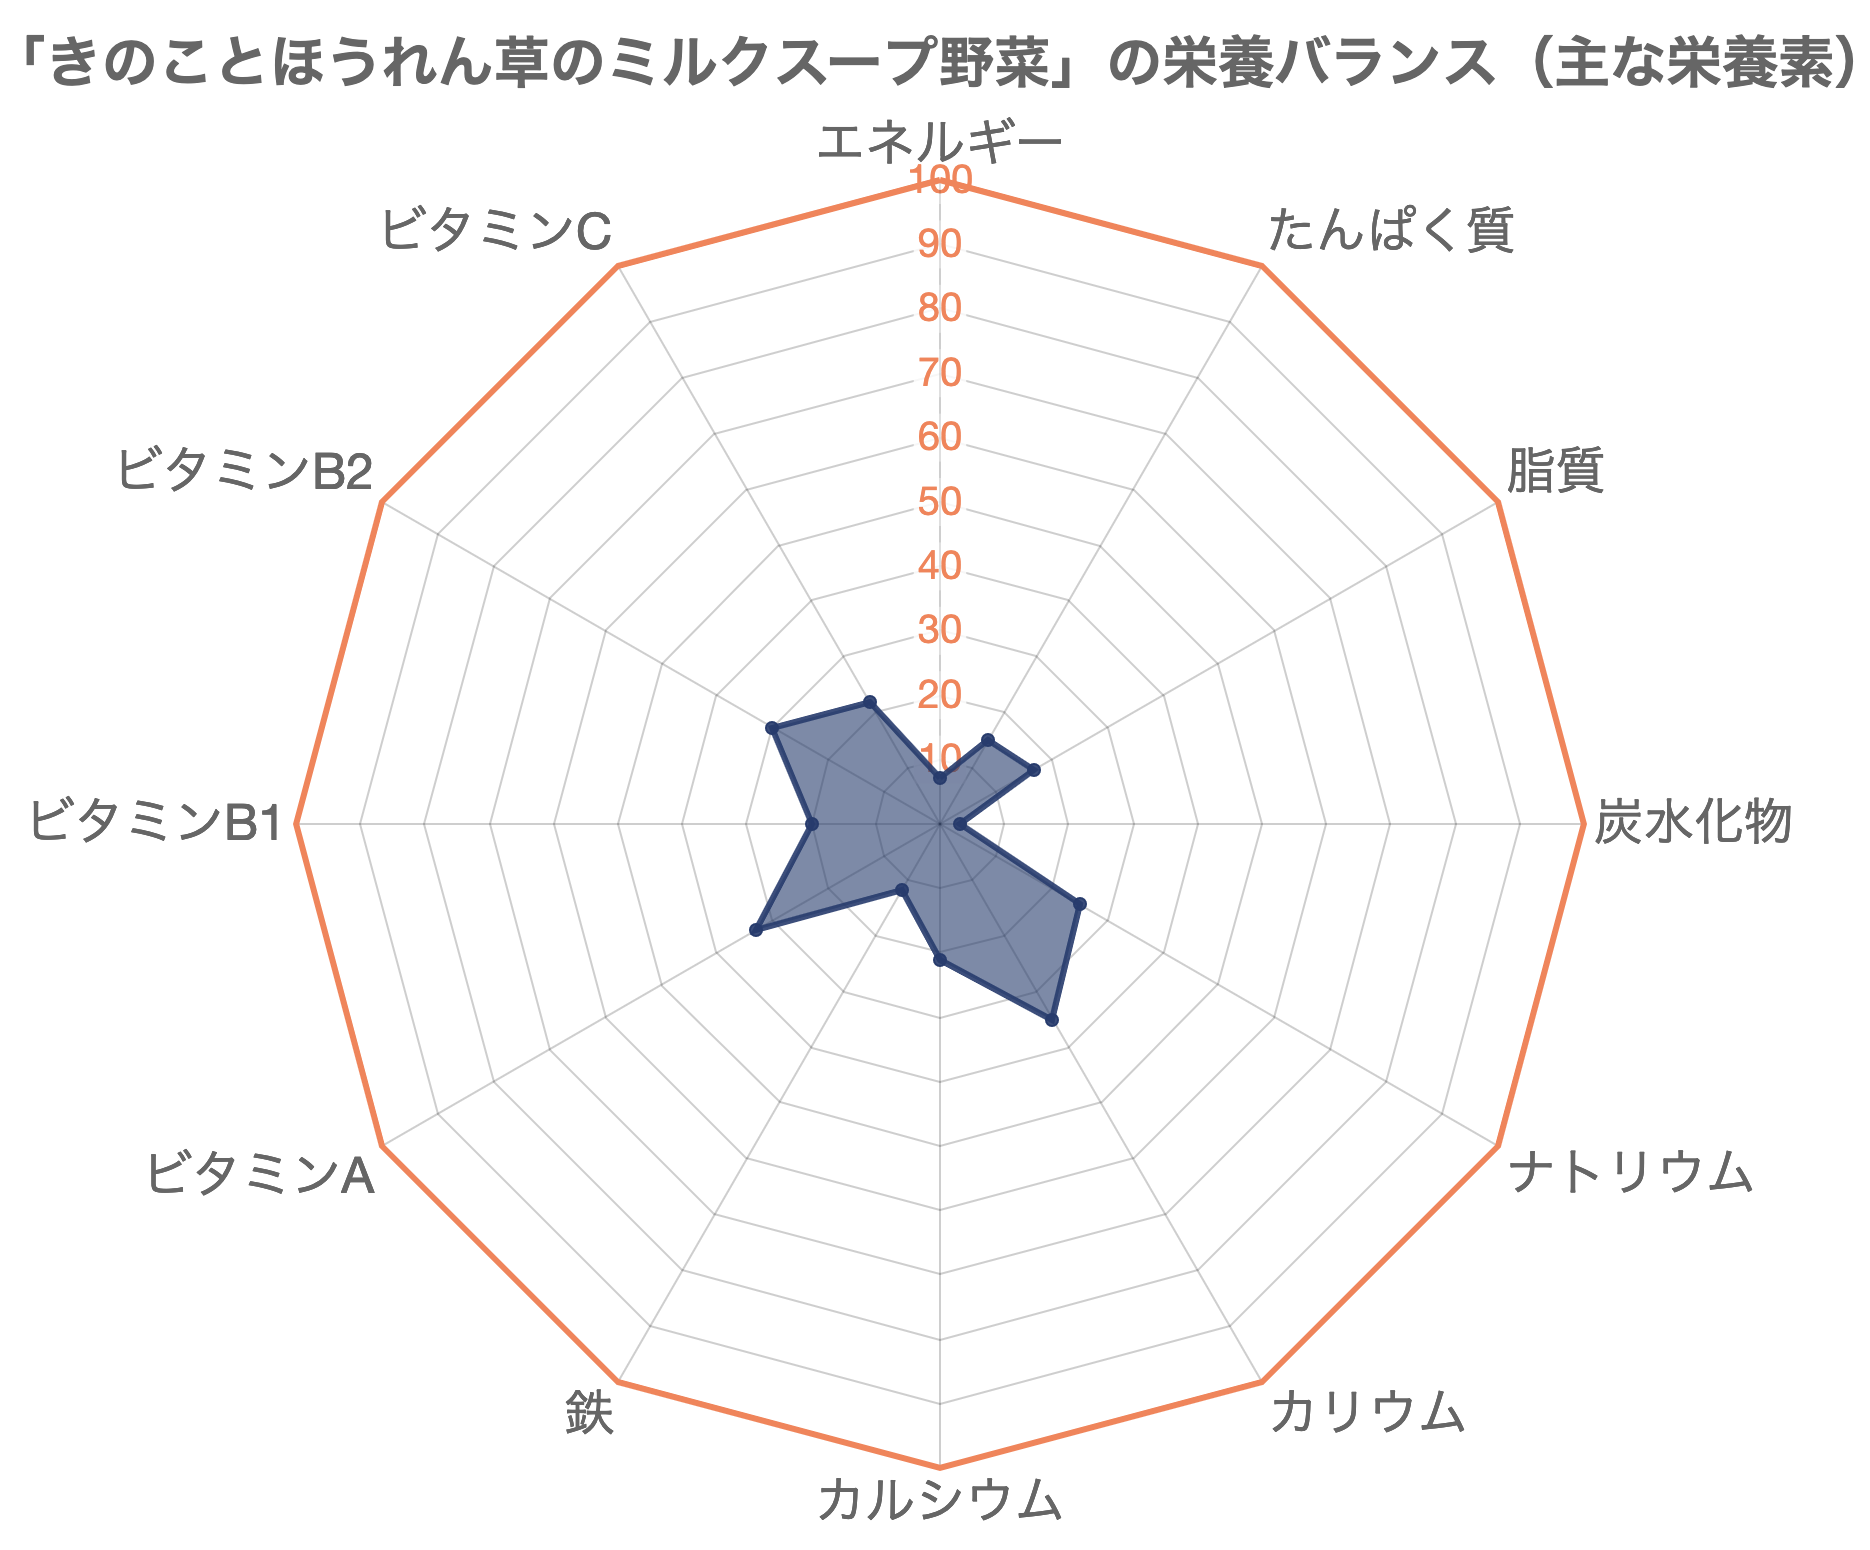 「きのことほうれん草のミルクスープ野菜」の栄養バランス（主な栄養素）
エネルギー
100
ビタミンC
たんぱく質
90
80
70
60
ビタミンB2
脂質
50
40
30
20
10
ビタミンB1
炭水化物
ビタミンA
ナトリウム
鉄
カリウム
カルシウム